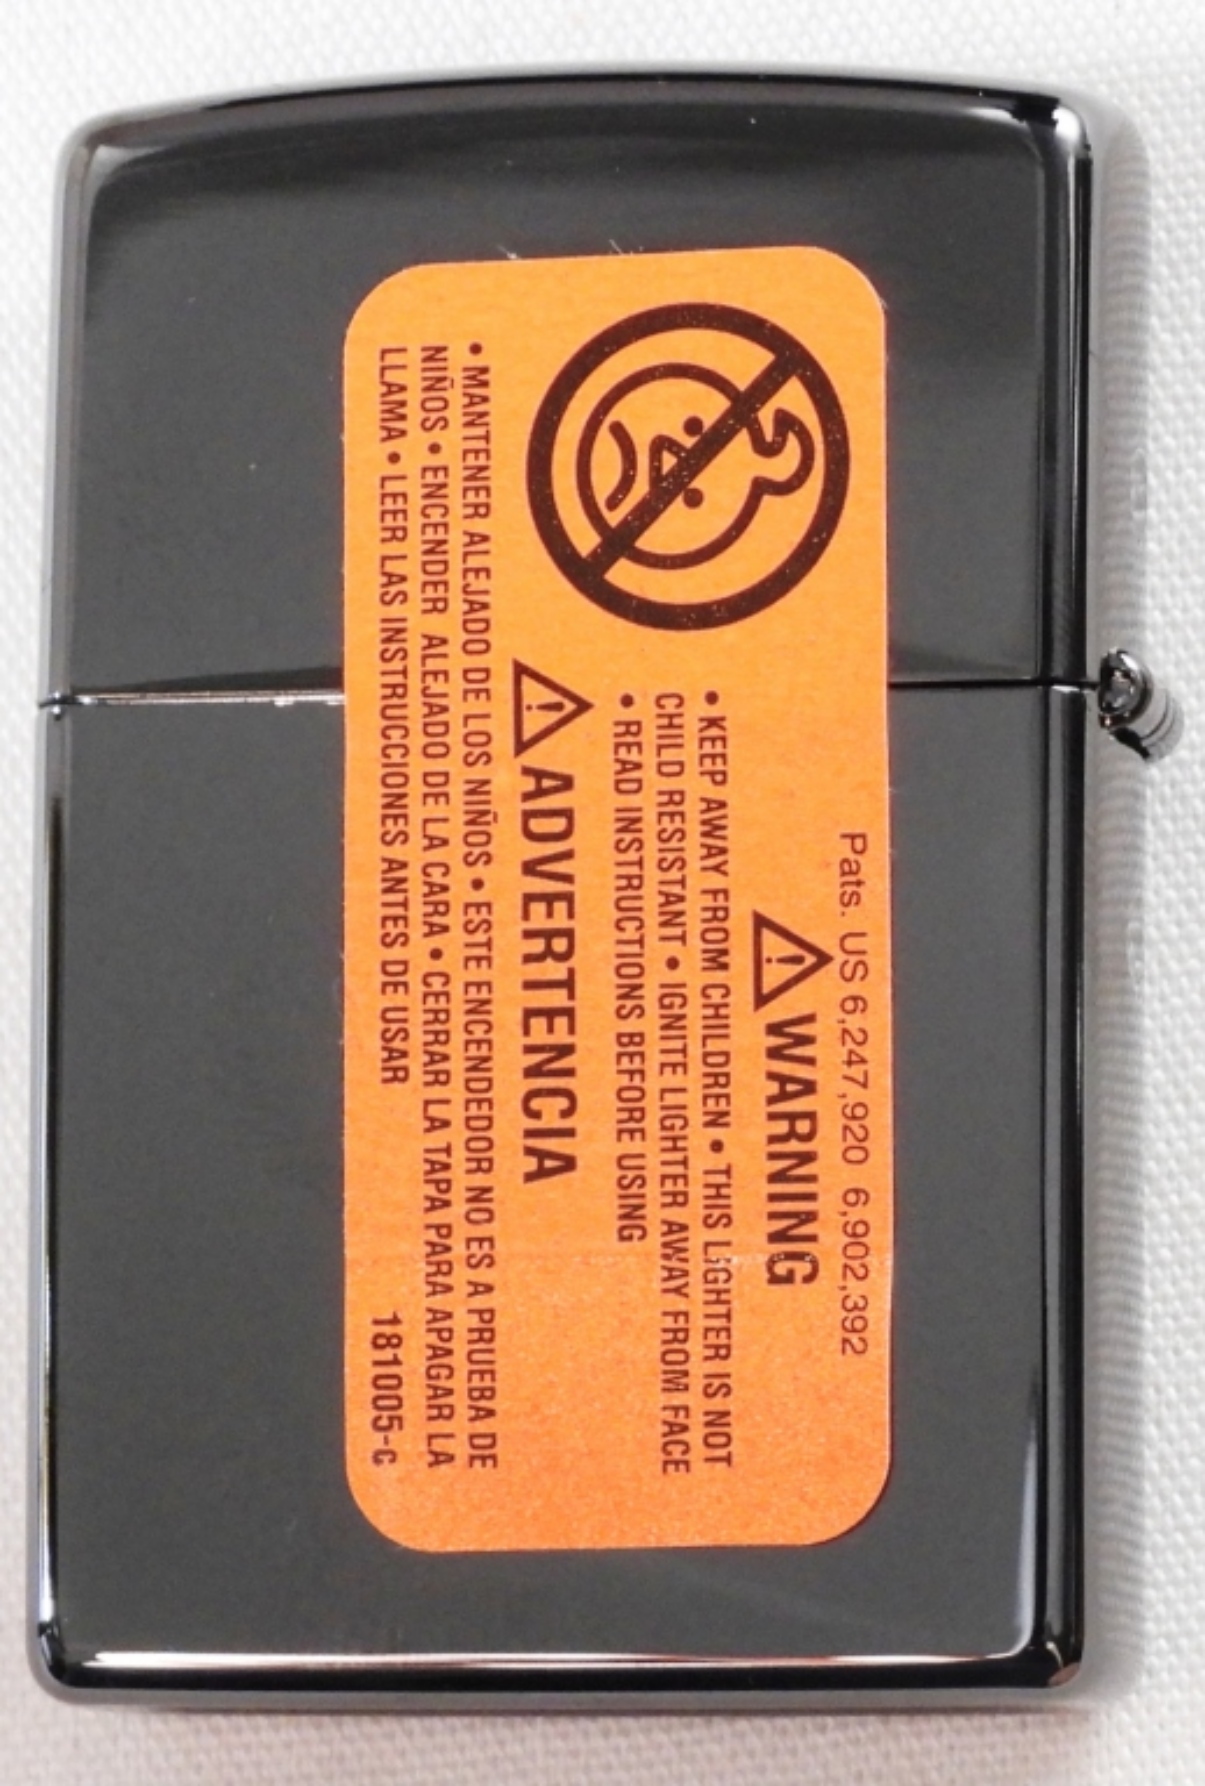 Pats. US 6,247,920 6,902,392
WARNING
• KEEP AWAY FROM CHILDREN • THIS LIGHTER IS NOT
CHILD RESISTANT • IGNITE LIGHTER AWAY FROM FACE
• READ INSTRUCTIONS BEFORE USING
ADVERTENCIA
• MANTENER ALEJADO DE LOS NIÑOS • ESTE ENCENDEDOR NO ES A PRUEBA DE
NIÑOS • ENCENDER ALEJADO DE LA CARA • CERRAR LA TAPA PARA APAGAR LA
LLAMA • LEER LAS INSTRUCCIONES ANTES DE USAR
181005-c